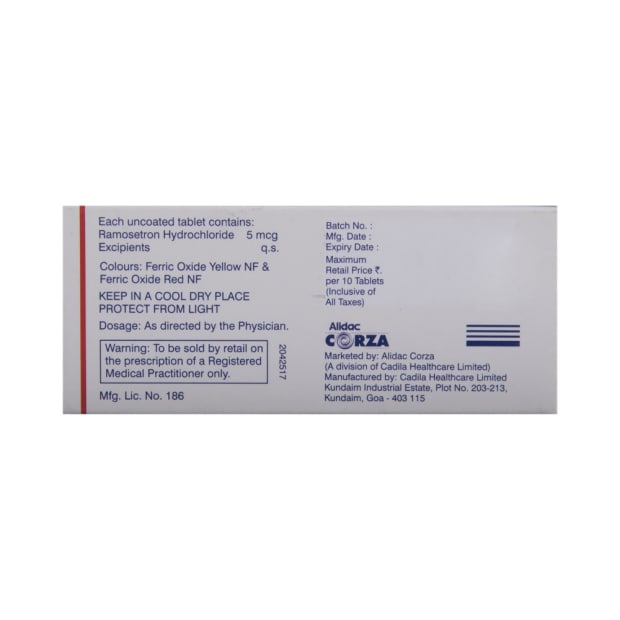 Each uncoated tablet contains:
Ramosetron Hydrochloride 5 mcg
Excipients q.s.
Colours: Ferric Oxide Yellow NF &
Ferric Oxide Red NF
KEEP IN A COOL DRY PLACE
PROTECT FROM LIGHT
Dosage: As directed by the Physician.
Warning: To be sold by retail on
the prescription of a Registered
Medical Practitioner only.
2042517
Mfg. Lic. No. 186
Batch No. :
Mfg. Date :
Expiry Date :
Maximum
Retail Price ₹.
per 10 Tablets
(Inclusive of
All Taxes)
Alidac
CORZA
Marketed by: Alidac Corza
(A division of Cadila Healthcare Limited)
Manufactured by: Cadila Healthcare Limited
Kundaim Industrial Estate, Plot No. 203-213,
Kundaim, Goa - 403 115